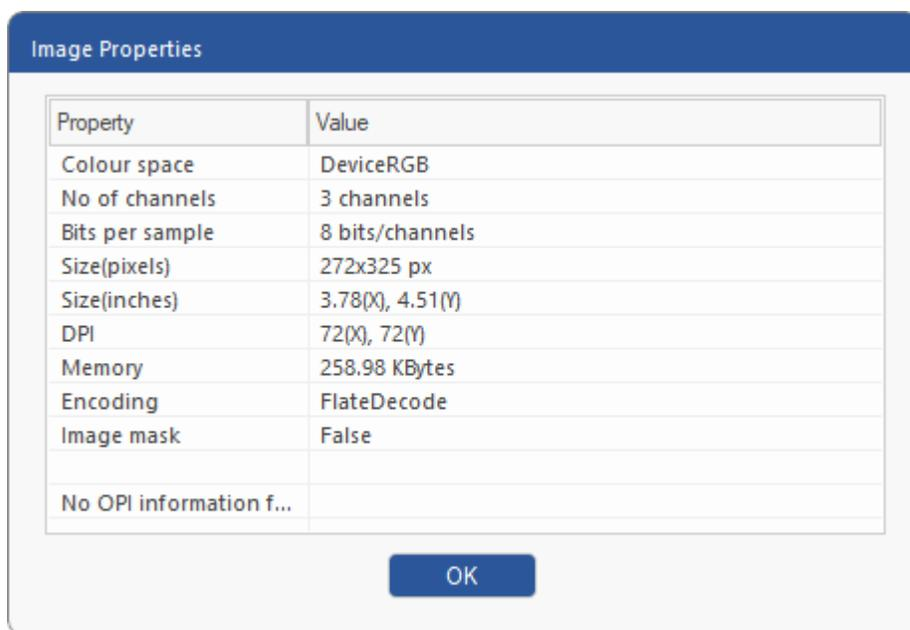 Image Properties
Property Value
Colour space DeviceRGB
No of channels 3 channels
Bits per sample 8 bits/channels
Size(pixels) 272x325 px
Size(inches) 3.78(X), 4.51(Y)
DPI 72(X), 72(Y)
Memory 258.98 KBytes
Encoding FlateDecode
Image mask False
No OPI information f...
OK